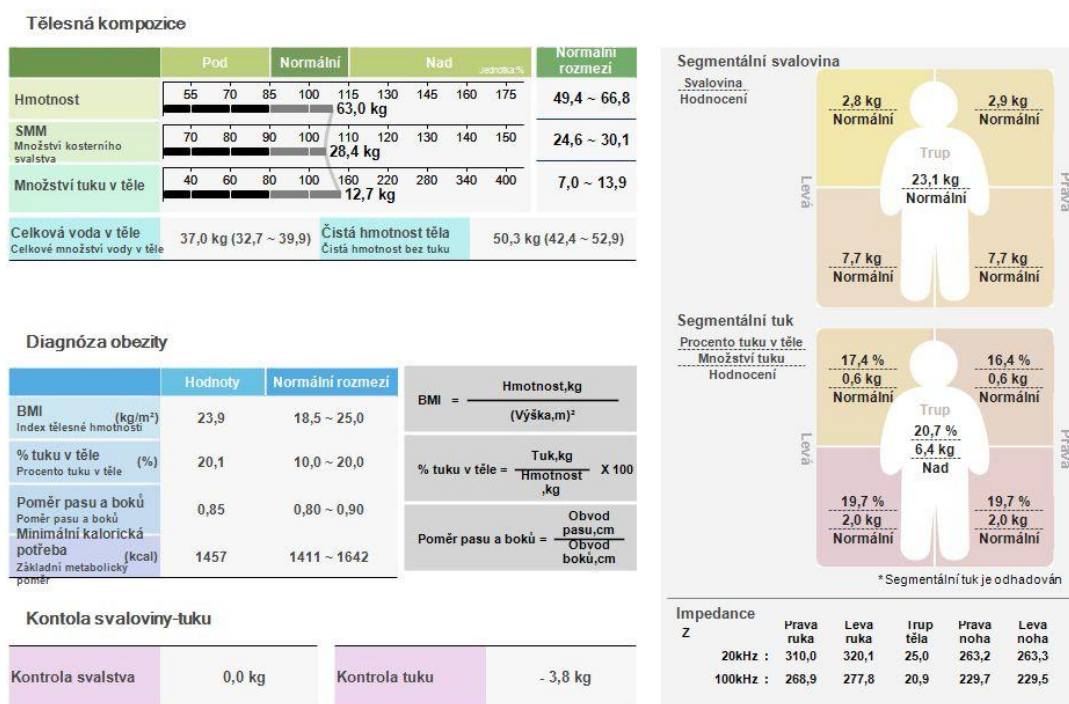 Tělesná kompozice
Pod Normální Nad Jednotka:% Normální rozmezí
Hmotnost 55 70 85 100 115 130 145 160 175 63,0 kg 49,4 ~ 66,8
SMM Množství kosterního svalstva 70 80 90 100 110 120 130 140 150 28,4 kg 24,6 ~ 30,1
Množství tuku v těle 40 60 80 100 160 220 280 340 400 12,7 kg 7,0 ~ 13,9
Celková voda v těle 37,0 kg (32,7 ~ 39,9) Čistá hmotnost těla 50,3 kg (42,4 ~ 52,9)
Celkové množství vody v těle Čistá hmotnost bez tuku
Diagnóza obezity
Hodnoty Normální rozmezí
BMI (kg/m²) 23,9 18,5 ~ 25,0
Index tělesné hmotnosti
% tuku v těle (%) 20,1 10,0 ~ 20,0
Procento tuku v těle
Poměr pasu a boků 0,85 0,80 ~ 0,90
Poměr pasu a boků
Minimální kalorická
potřeba (kcal) 1457 1411 ~ 1642
Základní metabolický
poměr
BMI = Hmotnost,kg
(Výška,m)²
% tuku v těle = Tuk,kg X 100
Hmotnost
,kg
Poměr pasu a boků = Obvod
pasu,cm
Obvod
boků,cm
Kontola svaloviny-tuku
Kontrola svalstva 0,0 kg Kontrola tuku - 3,8 kg
Segmentální svalovina
Svalovina
Hodnocení
2,8 kg 2,9 kg
Normální Normální
Trup
23,1 kg
Normální
Levá Prava
7,7 kg 7,7 kg
Normální Normální
Segmentální tuk
Procento tuku v těle
Množství tuku
Hodnocení
17,4 % 16,4 %
0,6 kg 0,6 kg
Normální Normální
Trup
20,7 %
6,4 kg
Nad
Levá Prava
19,7 % 19,7 %
2,0 kg 2,0 kg
Normální Normální
* Segmentální tuk je odhadován
Impedance
Z Prava Leva Trup Prava Leva
ruka ruka těla noha noha
20kHz : 310,0 320,1 25,0 263,2 263,3
100kHz : 268,9 277,8 20,9 229,7 229,5